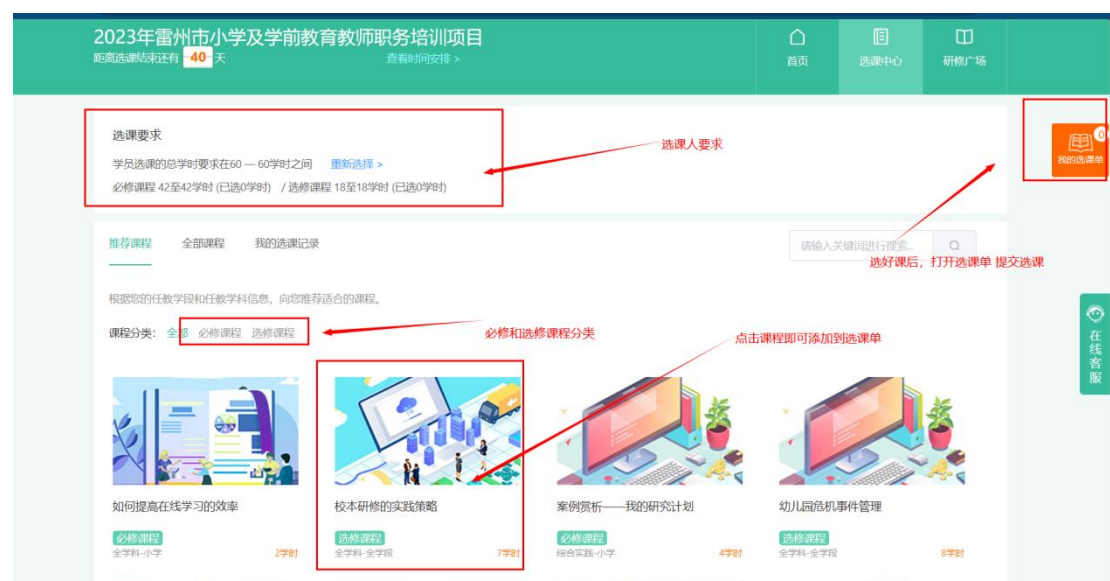 2023年雷州市小学及学前教育教师职务培训项目
距离选课结束还有 40 天
查看时间安排 >
首页
选课中心
研修广场
选课要求
学员选课的总学时要求在60 — 60学时之间 重新选择 >
必修课程 42至42学时 (已选0学时) / 选修课程 18至18学时 (已选0学时)
选课人要求
0
我的选课单
推荐课程 全部课程 我的选课记录
请输入关键词进行搜索...
选好课后，打开选课单 提交选课
根据您的任教学段和任教学科信息，向您推荐适合的课程。
课程分类： 全部 必修课程 选修课程
必修和选修课程分类
点击课程即可添加到选课单
在线客服
如何提高在线学习的效率
必修课程
全学科-小学 2学时
校本研修的实践策略
选修课程
全学科-全学段 7学时
案例赏析——我的研究计划
必修课程
综合实践-小学 4学时
幼儿园危机事件管理
选修课程
全学科-全学段 8学时